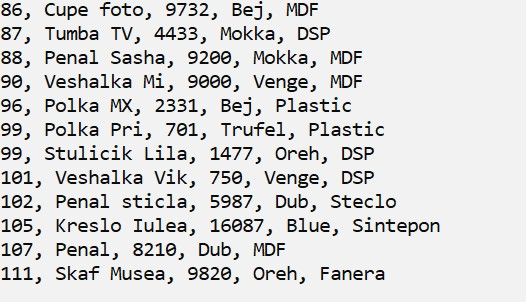 86, Cupe foto, 9732, Bej, MDF
87, Tumba TV, 4433, Mokka, DSP
88, Penal Sasha, 9200, Mokka, MDF
90, Veshalka Mi, 9000, Venge, MDF
96, Polka MX, 2331, Bej, Plastic
99, Polka Pri, 701, Trufel, Plastic
99, Stulicik Lila, 1477, Oreh, DSP
101, Veshalka Vik, 750, Venge, DSP
102, Penal sticla, 5987, Dub, Steclo
105, Kreslo Iulea, 16087, Blue, Sintepon
107, Penal, 8210, Dub, MDF
111, Skaf Musea, 9820, Oreh, Fanera